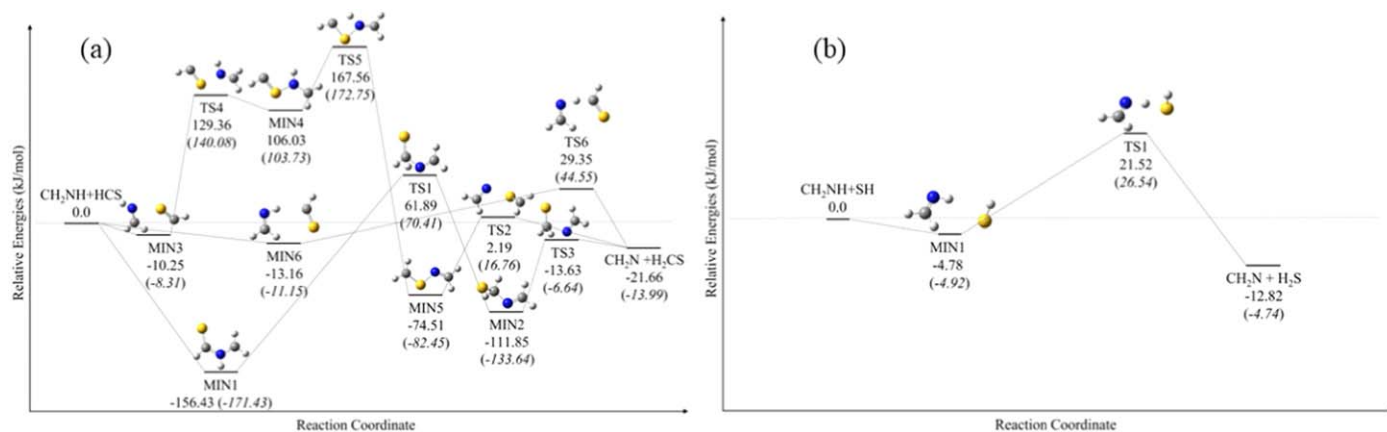 (a)
Relative Energies (kJ/mol)
CH₂NH+HCS
0.0
MIN3
-10.25
(-8.31)
TS4
129.36
(140.08)
MIN4
106.03
(103.73)
TS5
167.56
(172.75)
MIN6
-13.16
(-11.15)
MIN1
-156.43 (-171.43)
TS1
61.89
(70.41)
MIN5
-74.51
(-82.45)
TS2
2.19
(16.76)
MIN2
-111.85
(-133.64)
TS3
-13.63
(-6.64)
TS6
29.35
(44.55)
CH₂N +H₂CS
-21.66
(-13.99)
Reaction Coordinate
(b)
Relative Energies (kJ/mol)
CH₂NH+SH
0.0
MIN1
-4.78
(-4.92)
TS1
21.52
(26.54)
CH₂N + H₂S
-12.82
(-4.74)
Reaction Coordinate